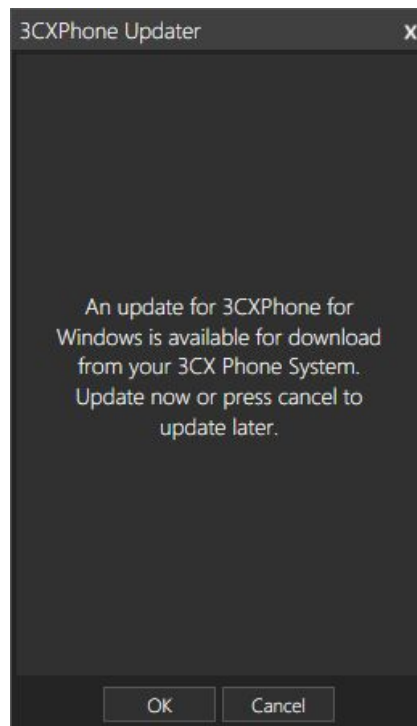 3CXPhone Updater x
An update for 3CXPhone for
Windows is available for download
from your 3CX Phone System.
Update now or press cancel to
update later.
OK Cancel